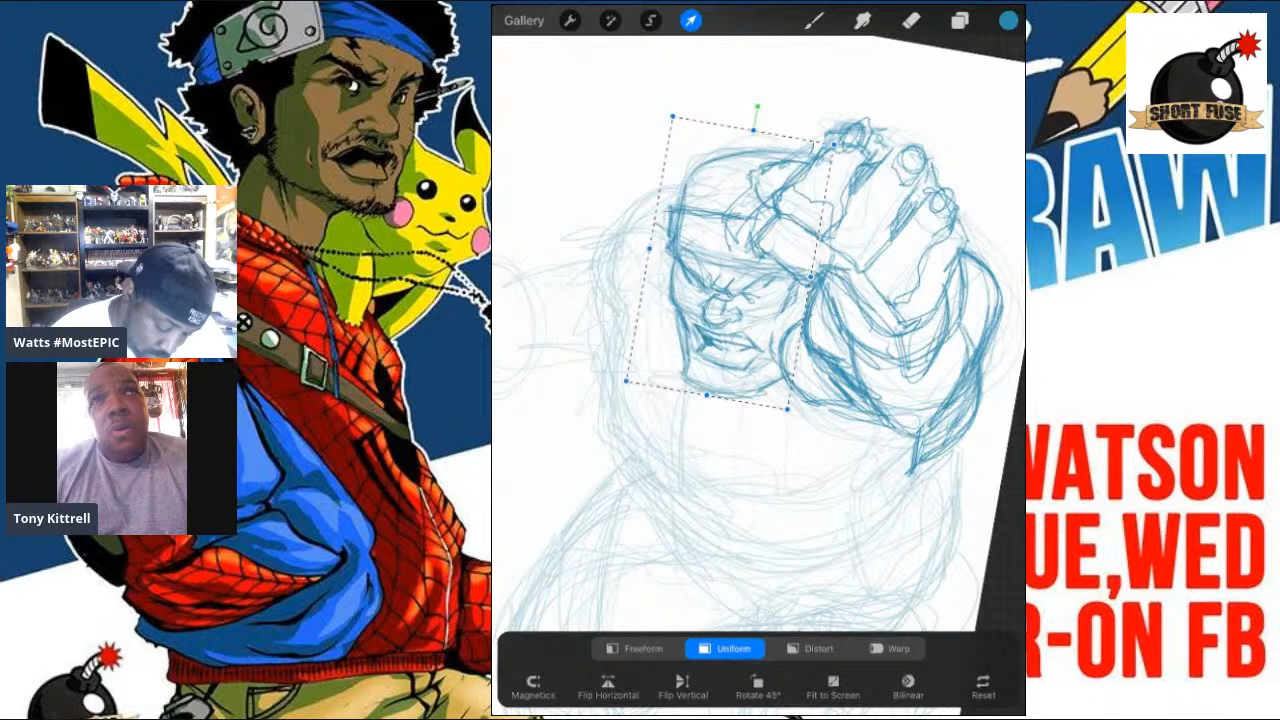 Gallery
SHORT FUSE
RAW
Watts #MostEPIC
Tony Kittrell
WATSON
UE,WED
R-ON FB
Freeform
Uniform
Distort
Warp
Magnetics
Flip Horizontal
Flip Vertical
Rotate 45°
Fit to Screen
Bilinear
Reset